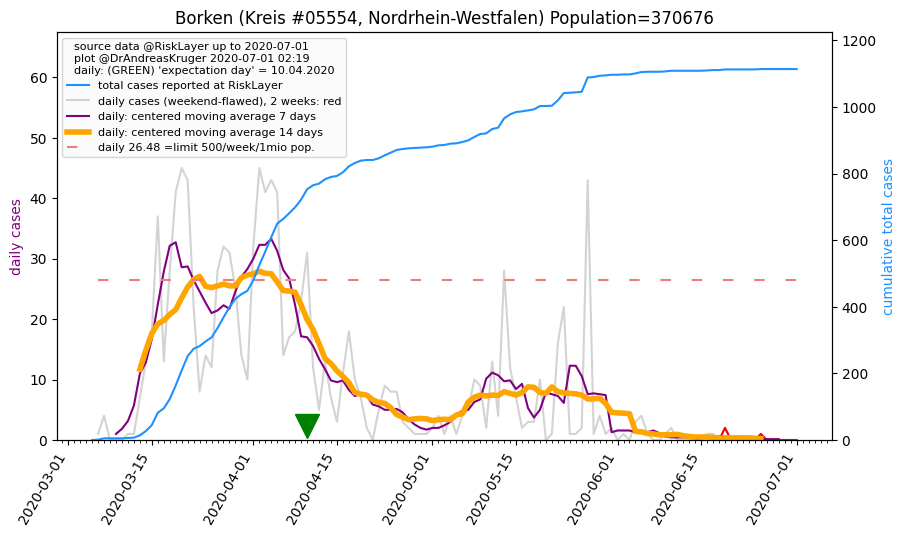 Borken (Kreis #05554, Nordrhein-Westfalen) Population=370676
source data @RiskLayer up to 2020-07-01
plot @DrAndreasKruger 2020-07-01 02:19
daily: (GREEN) 'expectation day' = 10.04.2020
total cases reported at RiskLayer
daily cases (weekend-flawed), 2 weeks: red
daily: centered moving average 7 days
daily: centered moving average 14 days
daily 26.48 =limit 500/week/1mio pop.
daily cases
60
50
40
30
20
10
0
1200
1000
800
600
400
200
0
cumulative total cases
2020-03-01
2020-03-15
2020-04-01
2020-04-15
2020-05-01
2020-05-15
2020-06-01
2020-06-15
2020-07-01